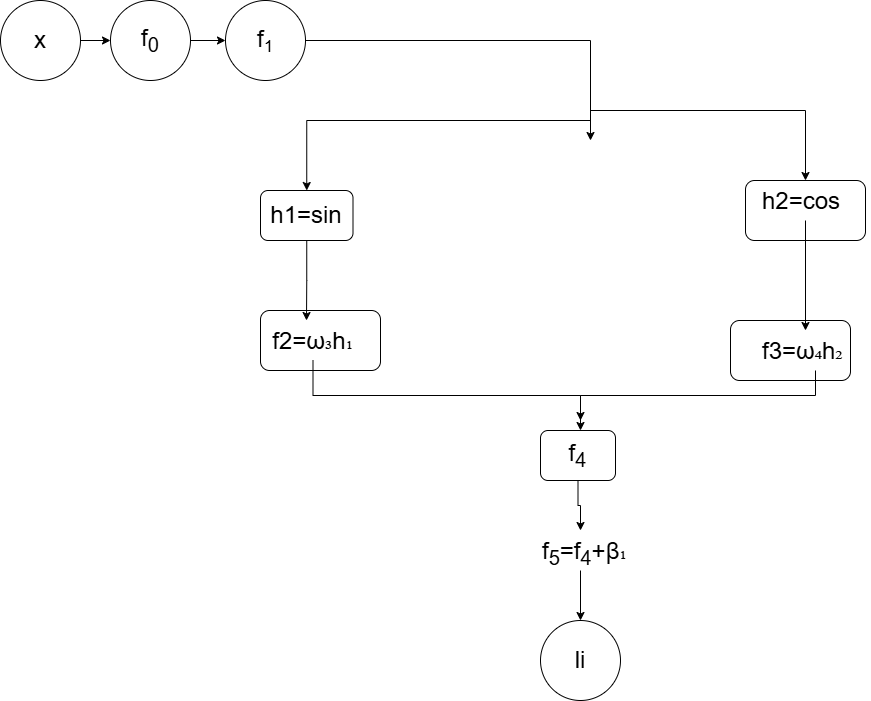 x
f₀
f₁
h1=sin
h2=cos
f2=ω₃h₁
f3=ω₄h₂
f₄
f₅=f₄+β₁
li